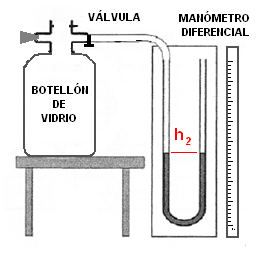 VÁLVULA
MANÓMETRO
DIFERENCIAL
BOTELLÓN
DE
VIDRIO
h2